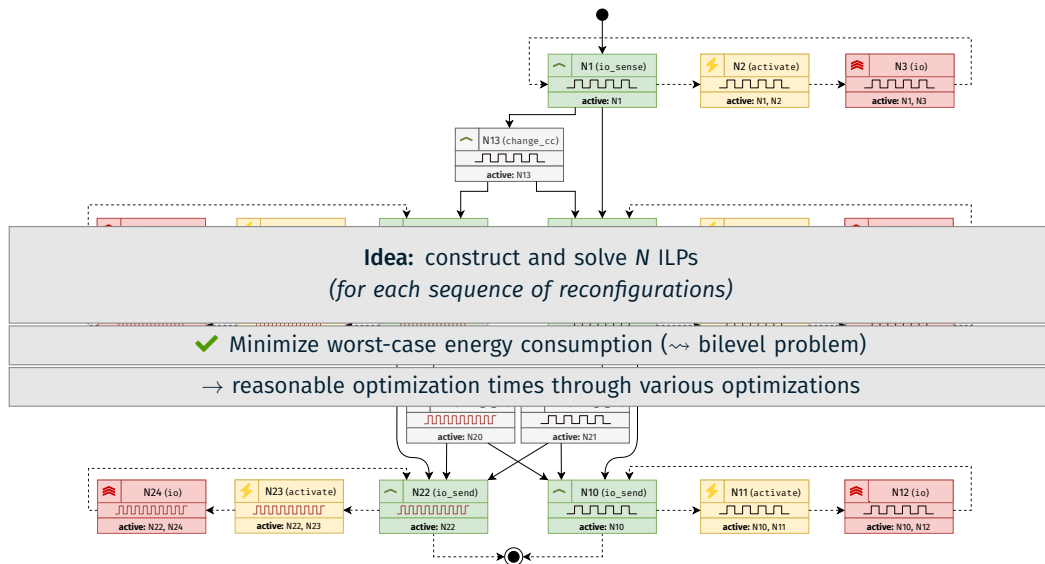 N1 (io_sense)
active: N1
N2 (activate)
active: N1, N2
N3 (io)
active: N1, N3
N13 (change_cc)
active: N13
Idea: construct and solve N ILPs
(for each sequence of reconfigurations)
✔ Minimize worst-case energy consumption (⇝ bilevel problem)
→ reasonable optimization times through various optimizations
active: N20
active: N21
N24 (io)
active: N22, N24
N23 (activate)
active: N22, N23
N22 (io_send)
active: N22
N10 (io_send)
active: N10
N11 (activate)
active: N10, N11
N12 (io)
active: N10, N12